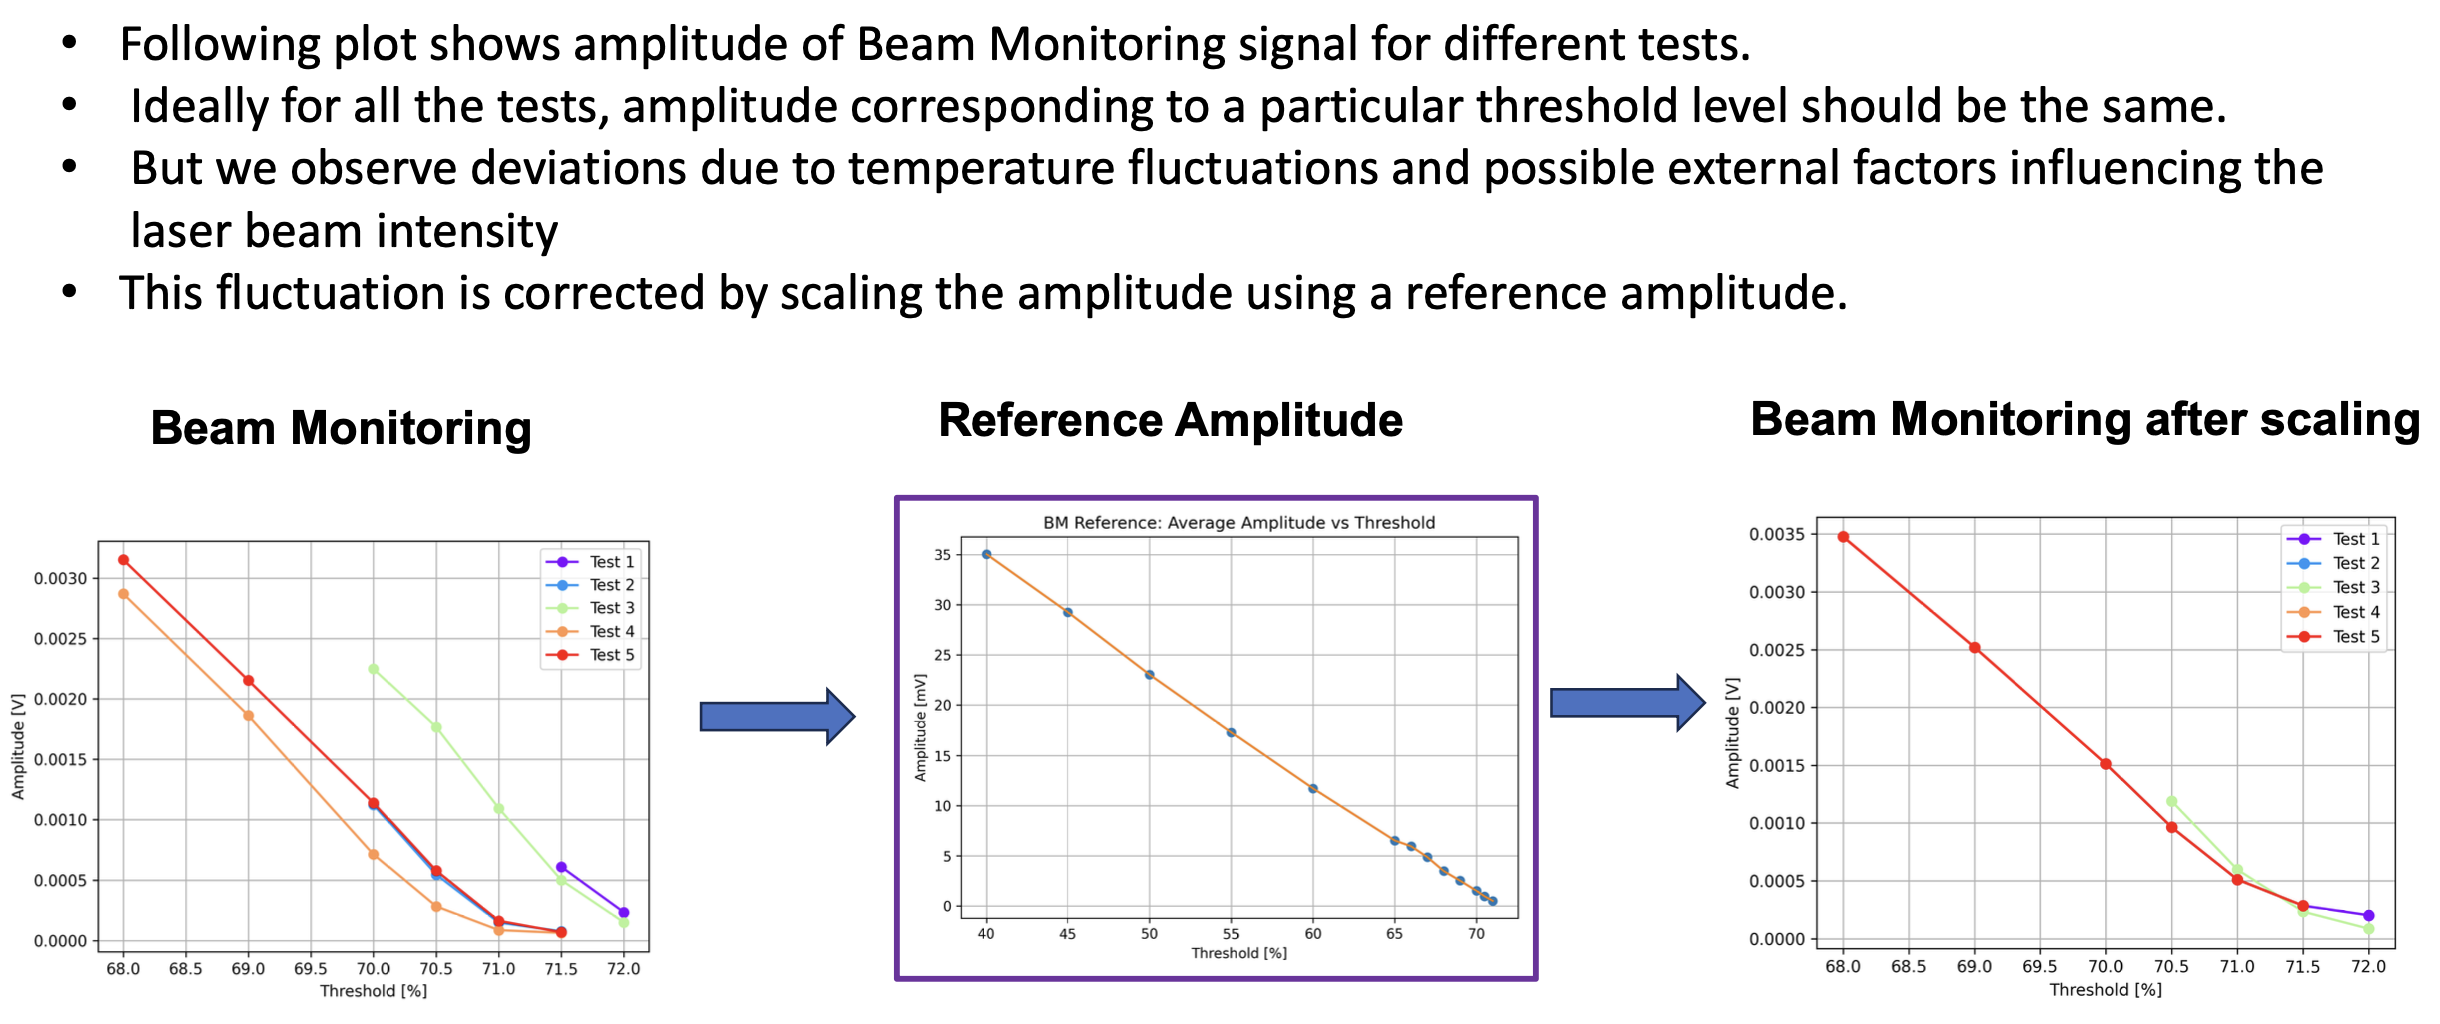 • Following plot shows amplitude of Beam Monitoring signal for different tests.
• Ideally for all the tests, amplitude corresponding to a particular threshold level should be the same.
• But we observe deviations due to temperature fluctuations and possible external factors influencing the
laser beam intensity
• This fluctuation is corrected by scaling the amplitude using a reference amplitude.
Beam Monitoring
Amplitude [V]
0.0030
0.0025
0.0020
0.0015
0.0010
0.0005
0.0000
Test 1
Test 2
Test 3
Test 4
Test 5
68.0 68.5 69.0 69.5 70.0 70.5 71.0 71.5 72.0
Threshold [%]
Reference Amplitude
BM Reference: Average Amplitude vs Threshold
Amplitude [mV]
35
30
25
20
15
10
5
0
40 45 50 55 60 65 70
Threshold [%]
Beam Monitoring after scaling
Amplitude [V]
0.0035
0.0030
0.0025
0.0020
0.0015
0.0010
0.0005
0.0000
Test 1
Test 2
Test 3
Test 4
Test 5
68.0 68.5 69.0 69.5 70.0 70.5 71.0 71.5 72.0
Threshold [%]